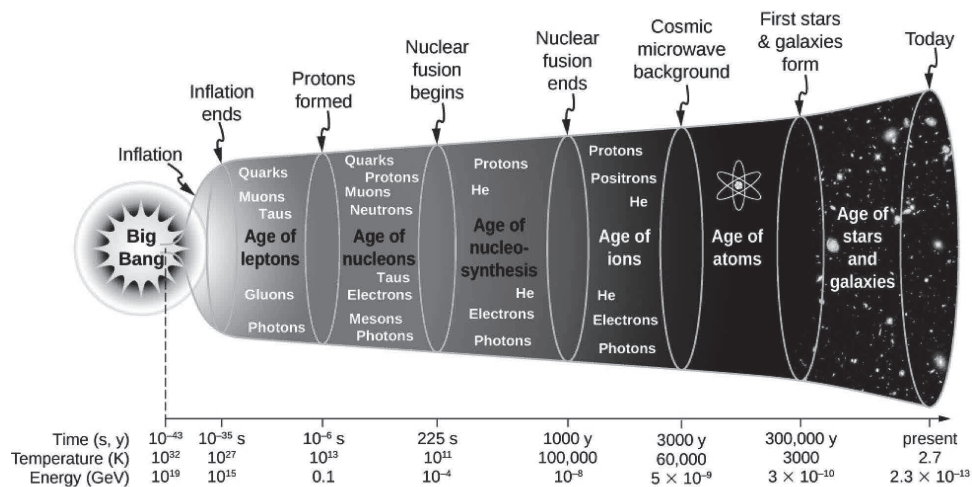 Inflation
Inflation
ends
Protons
formed
Nuclear
fusion
begins
Nuclear
fusion
ends
Cosmic
microwave
background
First stars
& galaxies
form
Today
Big
Bang
Quarks
Muons
Taus
Age of
leptons
Gluons
Photons
Quarks
Protons
Muons
Neutrons
Age of
nucleons
Taus
Electrons
Mesons
Photons
Protons
He
Age of
nucleo-
synthesis
He
Electrons
Photons
Protons
Positrons
He
Age of
ions
He
Electrons
Photons
Age of
atoms
Age of
stars
and
galaxies
Time (s, y) 10⁻⁴³ 10⁻³⁵ s 10⁻⁶ s 225 s 1000 y 3000 y 300,000 y present
Temperature (K) 10³² 10²⁷ 10¹³ 10¹¹ 100,000 60,000 3000 2.7
Energy (GeV) 10¹⁹ 10¹⁵ 0.1 10⁻⁴ 10⁻⁸ 5 × 10⁻⁹ 3 × 10⁻¹⁰ 2.3 × 10⁻¹³